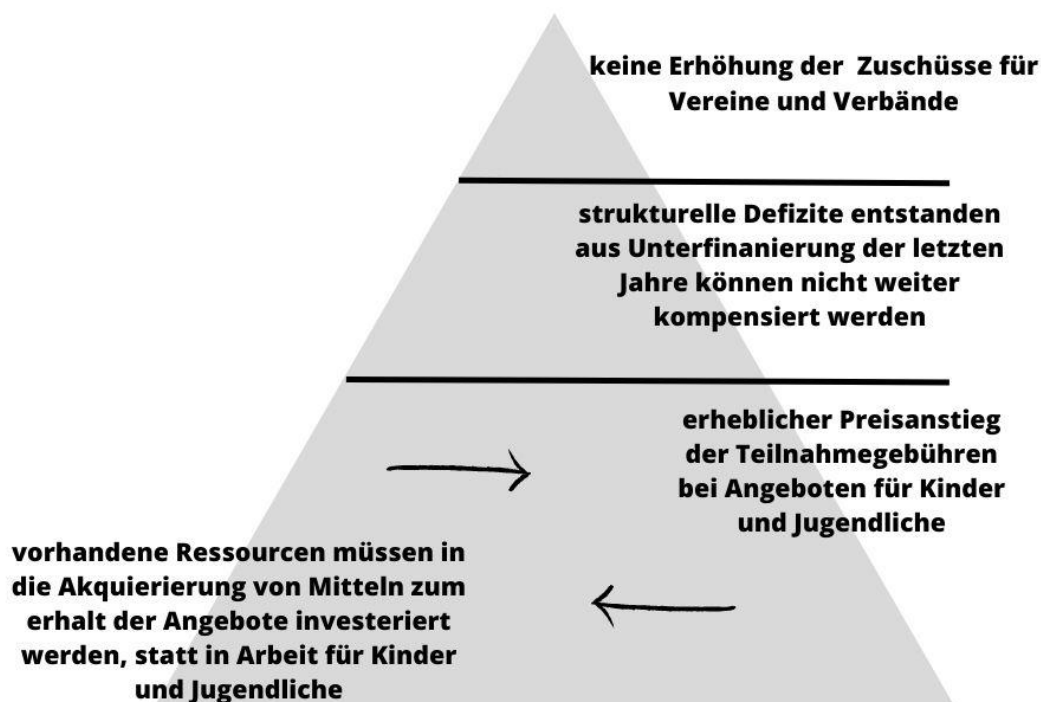 keine Erhöhung der  Zuschüsse für
Vereine und Verbände
strukturelle Defizite entstanden
aus Unterfinanierung der letzten
Jahre können nicht weiter
kompensiert werden
erheblicher Preisanstieg
der Teilnahmegebühren
bei Angeboten für Kinder
und Jugendliche
vorhandene Ressourcen müssen in
die Akquierierung von Mitteln zum
erhalt der Angebote investeriert
werden, statt in Arbeit für Kinder
und Jugendliche